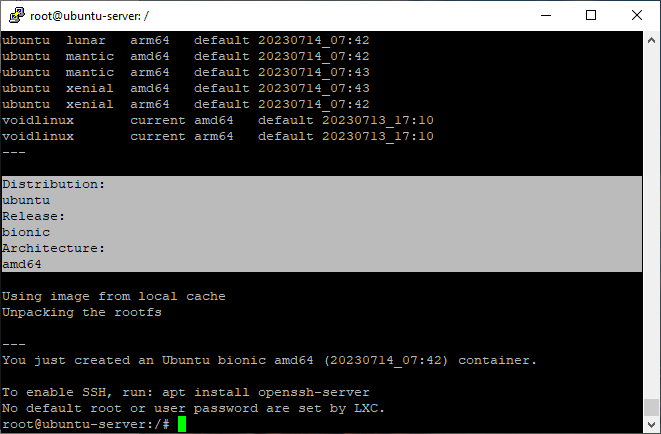 root@ubuntu-server: /
ubuntu  lunar   arm64   default 20230714_07:42
ubuntu  mantic  amd64   default 20230714_07:42
ubuntu  mantic  arm64   default 20230714_07:43
ubuntu  xenial  amd64   default 20230714_07:43
ubuntu  xenial  arm64   default 20230714_07:42
voidlinux       current amd64   default 20230713_17:10
voidlinux       current arm64   default 20230713_17:10
---
Distribution:
ubuntu
Release:
bionic
Architecture:
amd64
Using image from local cache
Unpacking the rootfs
---
You just created an Ubuntu bionic amd64 (20230714_07:42) container.
To enable SSH, run: apt install openssh-server
No default root or user password are set by LXC.
root@ubuntu-server:/#